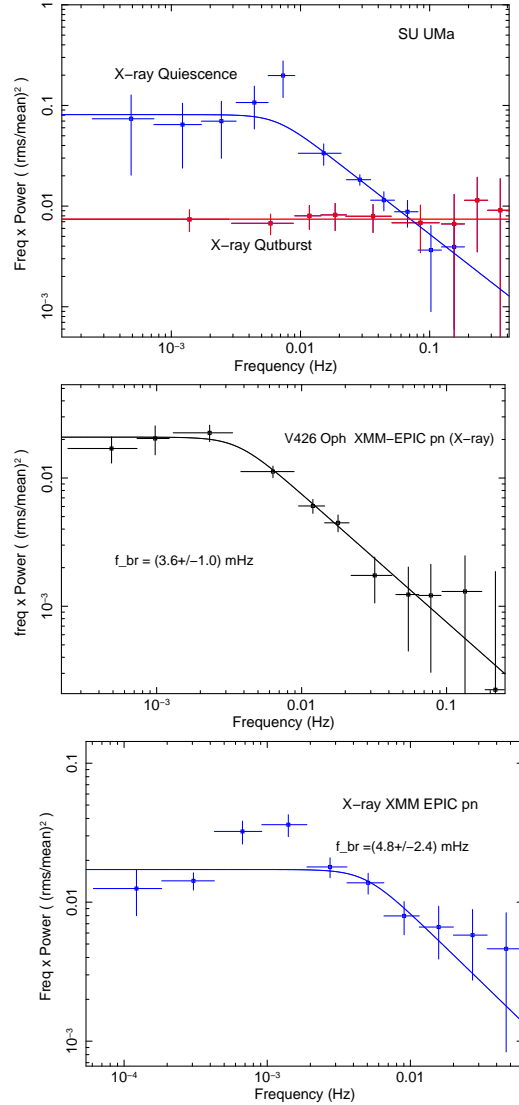 SU UMa
X−ray Quiescence
X−ray Qutburst
Freq x Power ( (rms/mean)² )
1
0.1
0.01
10⁻³
10⁻³ 0.01 0.1
Frequency (Hz)
V426 Oph XMM−EPIC pn (X−ray)
f_br = (3.6+/−1.0) mHz
freq x Power ( (rms/mean)² )
0.01
10⁻³
10⁻³ 0.01 0.1
Frequency (Hz)
X−ray XMM EPIC pn
f_br=(4.8+/−2.4) mHz
Freq x Power ( (rms/mean)² )
0.1
0.01
10⁻³
10⁻⁴ 10⁻³ 0.01
Frequency (Hz)